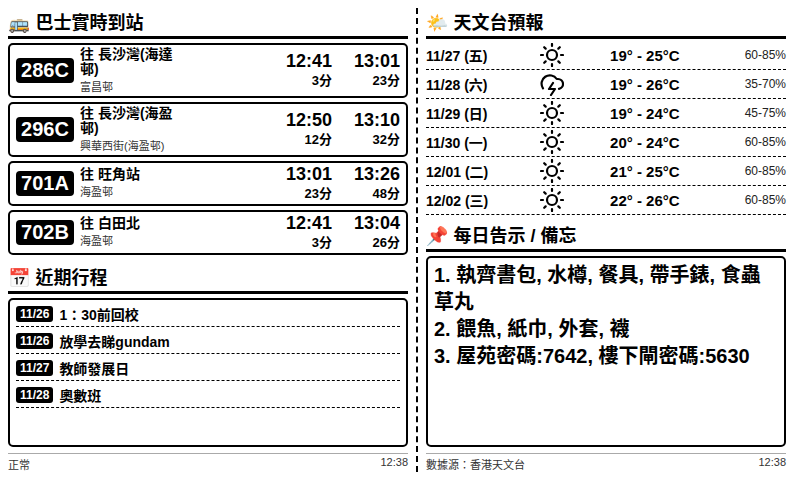 巴士實時到站
286C 往 長沙灣(海達邨) 12:41 13:01
富昌邨 3分 23分
296C 往 長沙灣(海盈邨) 12:50 13:10
興華西街(海盈邨) 12分 32分
701A 往 旺角站 13:01 13:26
海盈邨 23分 48分
702B 往 白田北 12:41 13:04
海盈邨 3分 26分
近期行程
11/26 1：30前回校
11/26 放學去睇gundam
11/27 教師發展日
11/28 奧數班
正常 12:38
天文台預報
11/27 (五) 19° - 25°C 60-85%
11/28 (六) 19° - 26°C 35-70%
11/29 (日) 19° - 24°C 45-75%
11/30 (一) 20° - 24°C 60-85%
12/01 (二) 21° - 25°C 60-85%
12/02 (三) 22° - 26°C 60-85%
每日告示 / 備忘
1. 執齊書包, 水樽, 餐具, 帶手錶, 食蟲
草丸
2. 餵魚, 紙巾, 外套, 襪
3. 屋苑密碼:7642, 樓下閘密碼:5630
數據源：香港天文台 12:38